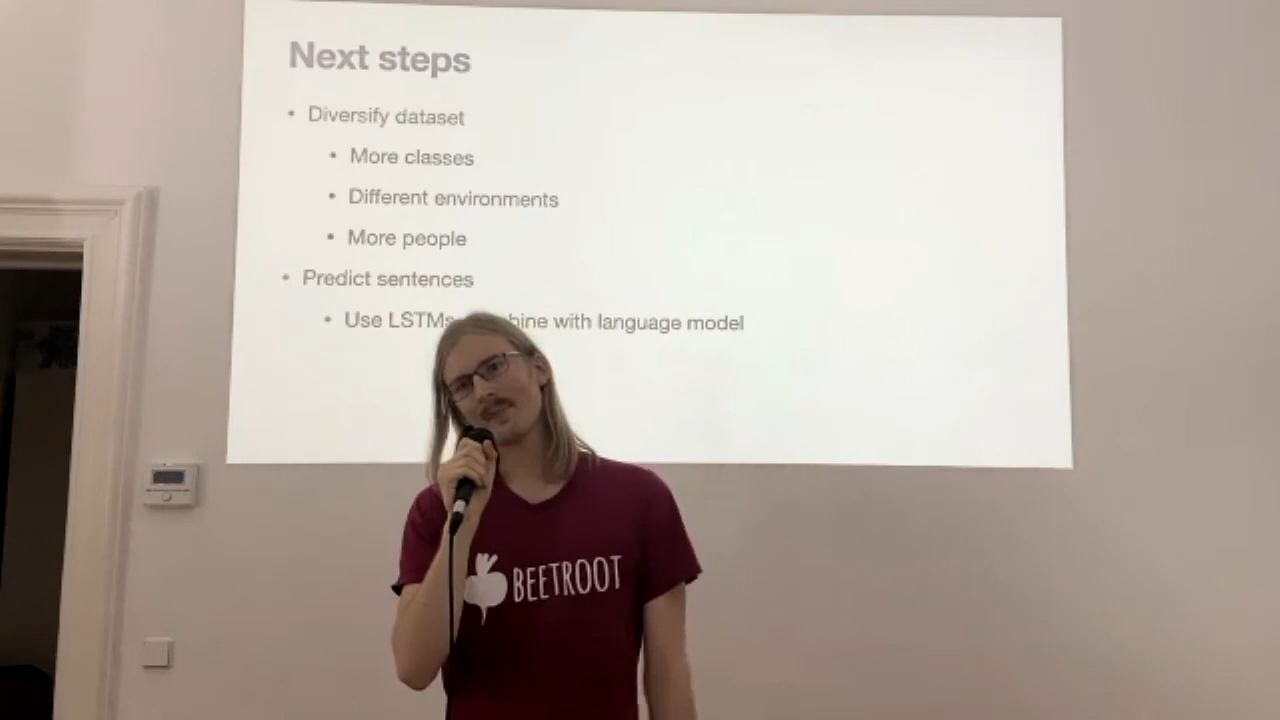 Next steps
• Diversify dataset
• More classes
• Different environments
• More people
• Predict sentences
• Use LSTMs with language model
BEETROOT